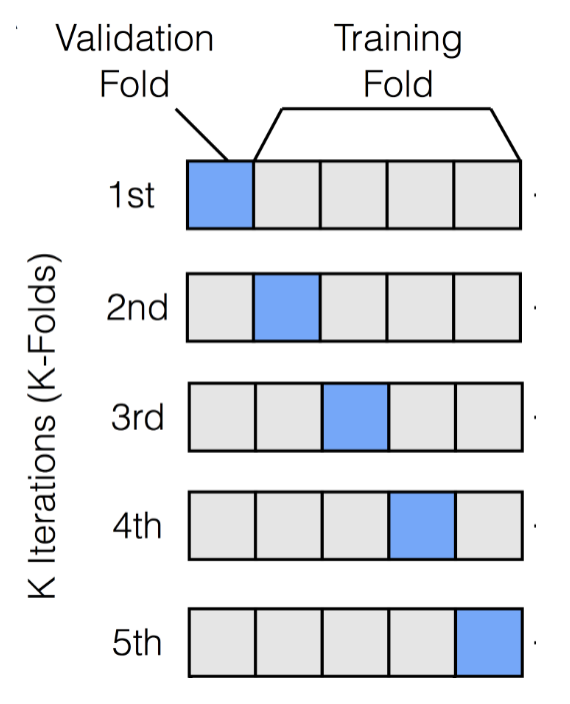 Validation
Fold
Training
Fold
1st
2nd
3rd
4th
5th
K Iterations (K-Folds)